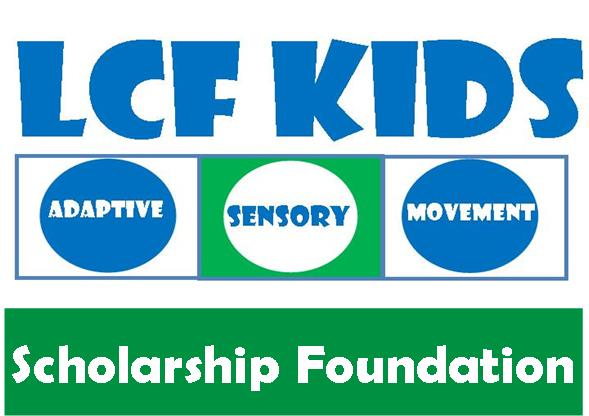 LCF KIDS
ADAPTIVE SENSORY MOVEMENT
Scholarship Foundation